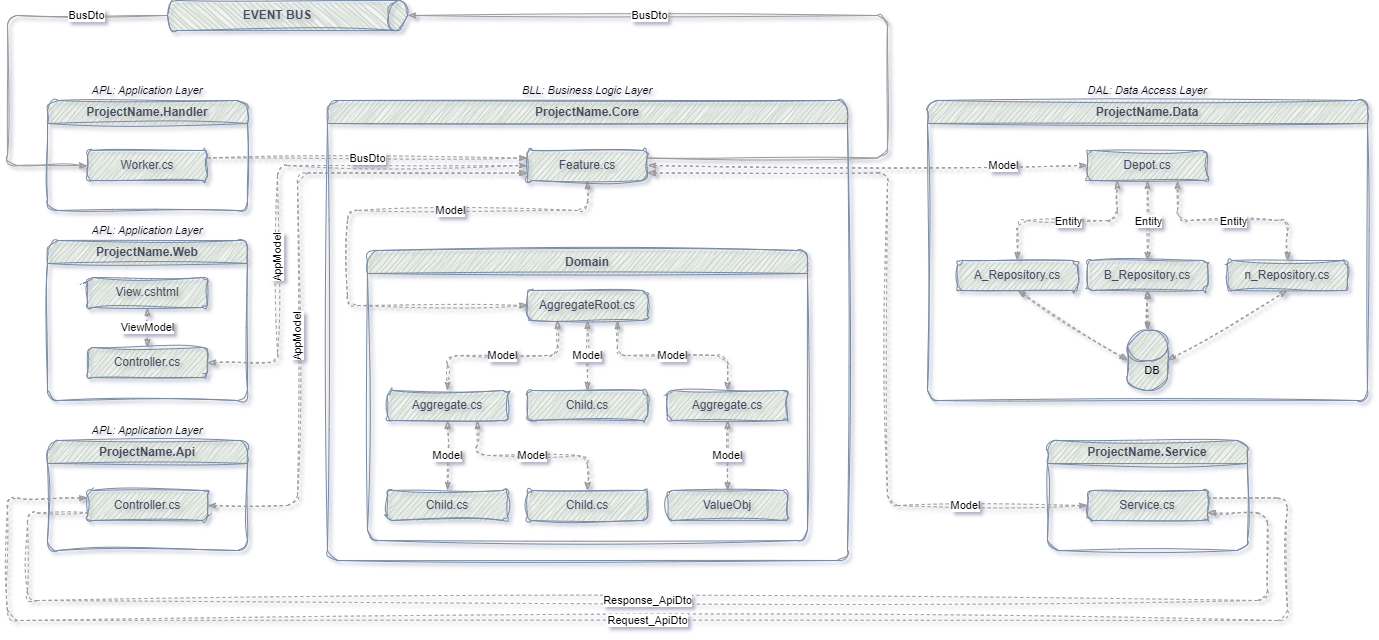 EVENT BUS
BusDto
BusDto
APL: Application Layer
ProjectName.Handler
Worker.cs
BusDto
BLL: Business Logic Layer
ProjectName.Core
Feature.cs
Model
DAL: Data Access Layer
ProjectName.Data
Depot.cs
Model
Entity
Entity
Entity
A_Repository.cs
B_Repository.cs
n_Repository.cs
DB
APL: Application Layer
ProjectName.Web
View.cshtml
ViewModel
Controller.cs
AppModel
AppModel
Domain
AggregateRoot.cs
Model
Model
Model
Aggregate.cs
Child.cs
Aggregate.cs
Model
Model
Model
Child.cs
Child.cs
ValueObj
APL: Application Layer
ProjectName.Api
Controller.cs
ProjectName.Service
Model
Service.cs
Response_ApiDto
Request_ApiDto